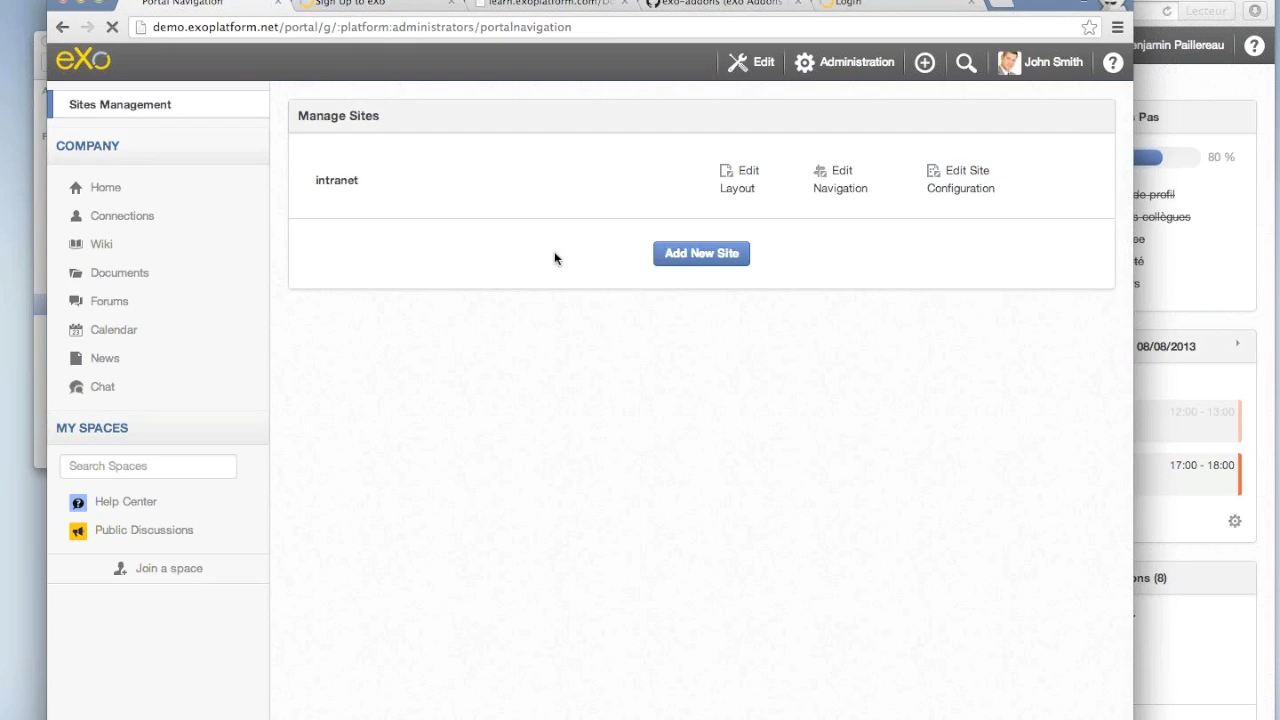 Portal Navigation
Sign Up to eXo
learn.exoplatform.com/Do
exo-addons (eXo Addons
Login
demo.exoplatform.net/portal/g/:platform:administrators/portalnavigation
Lecteur
eXo
Edit
Administration
John Smith
?
enjamin Paillereau
?
Sites Management
COMPANY
Home
Connections
Wiki
Documents
Forums
23
Calendar
News
Chat
MY SPACES
Search Spaces
Help Center
Public Discussions
Join a space
Manage Sites
intranet
Edit
Layout
Edit
Navigation
Edit Site
Configuration
Add New Site
Pas
80 %
de profil
s collègues
pe
té
s
08/08/2013
12:00 - 13:00
17:00 - 18:00
ons (8)